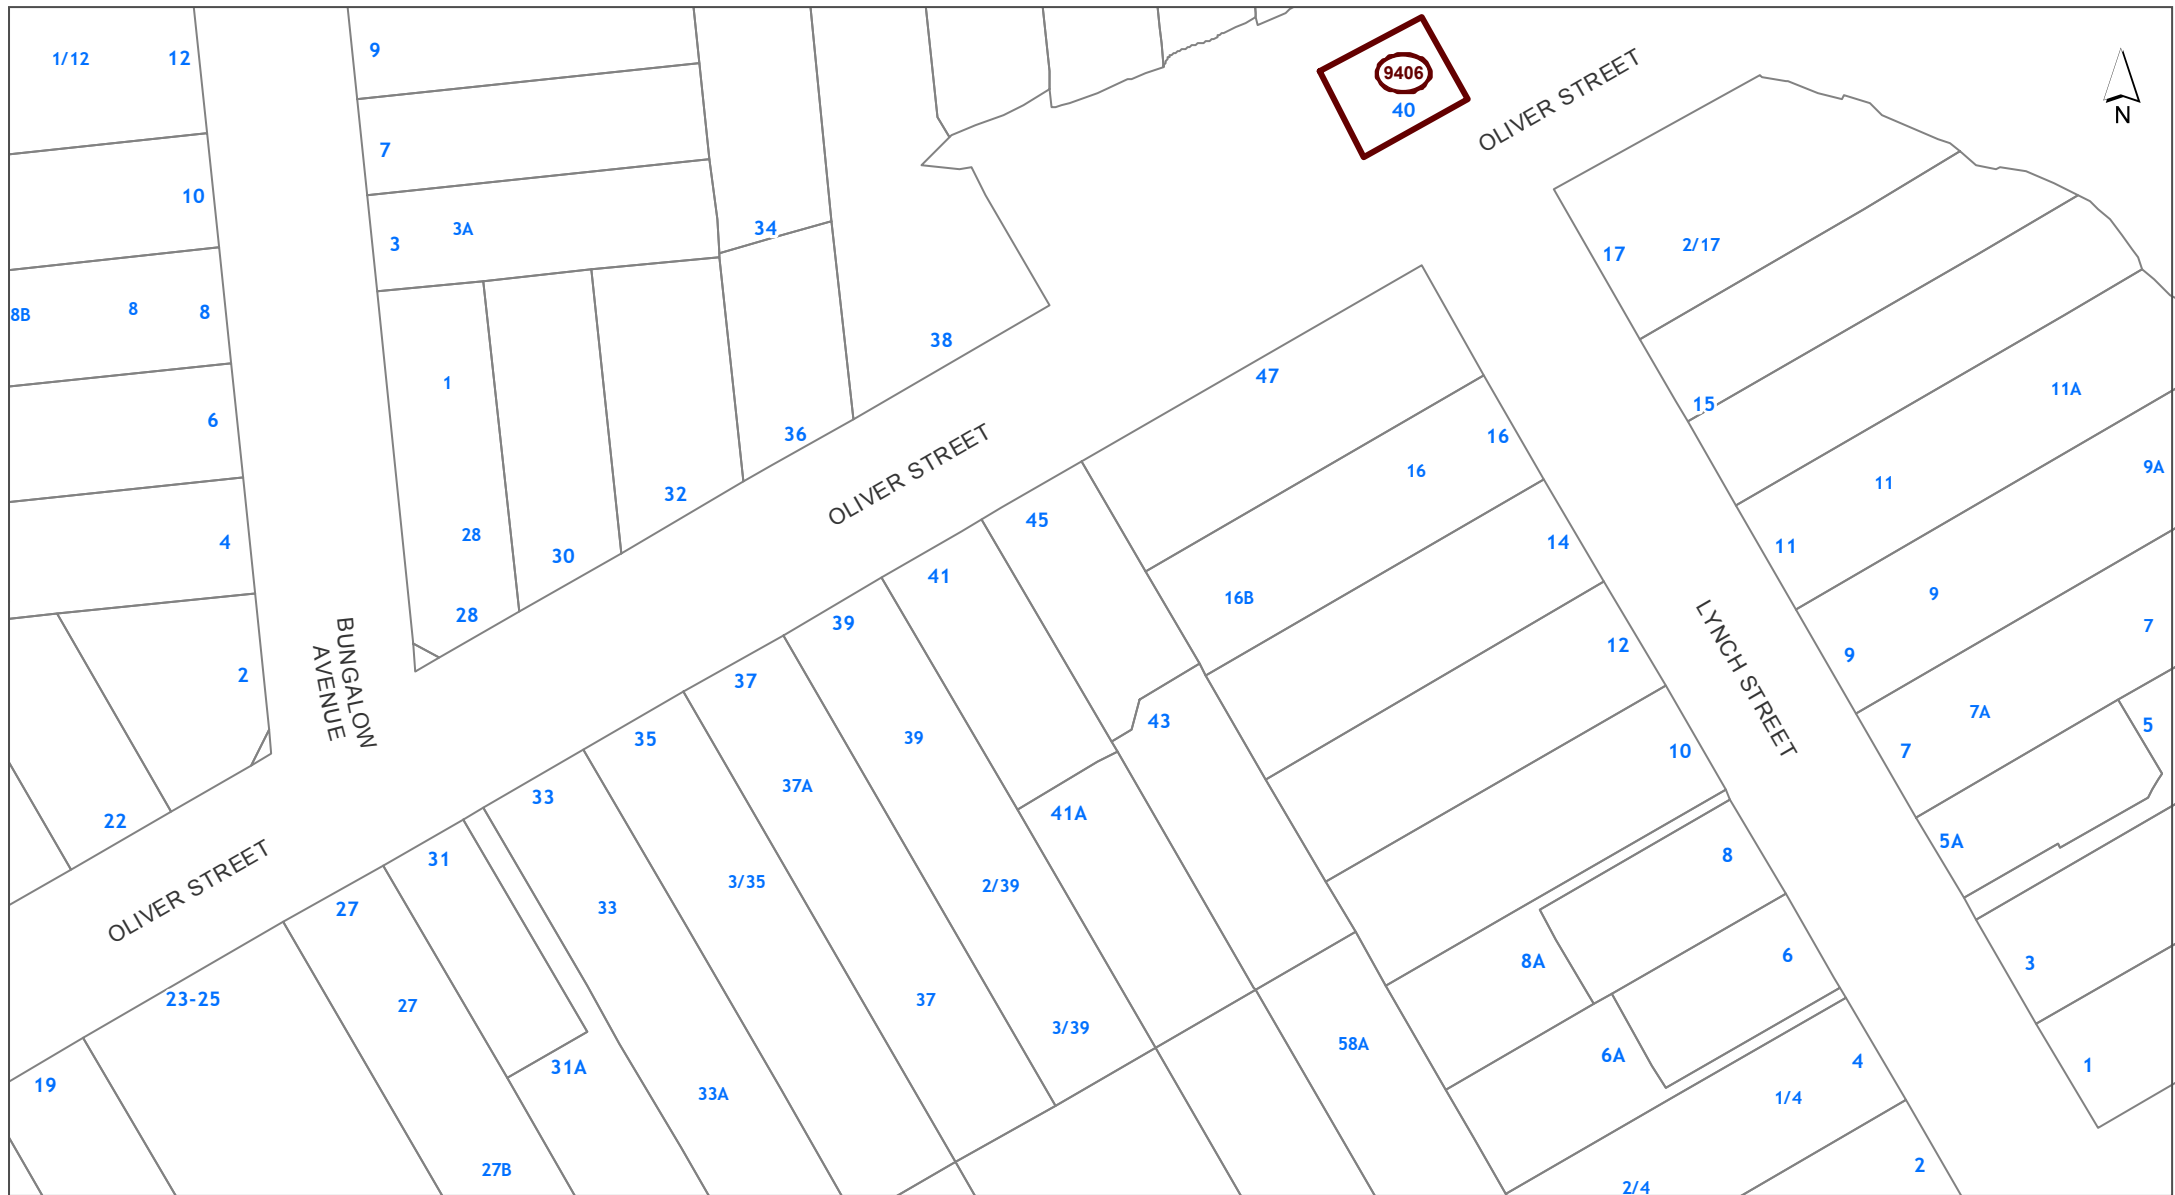 1/12
12
9
9406
40
OLIVER STREET
N
7
10
3
3A
34
17
2/17
8B
8
8
38
1
47
11A
6
36
15
16
OLIVER STREET
16
9A
11
32
45
28
30
4
14
11
41
16B
9
28
39
12
7
BUNGALOW
AVENUE
2
37
LYNCH STREET
9
43
7A
5
35
39
10
7
37A
33
22
41A
5A
31
8
OLIVER STREET
3/35
2/39
27
33
6
8A
3
23-25
27
37
3/39
58A
6A
4
1
31A
19
33A
1/4
27B
2
2/4